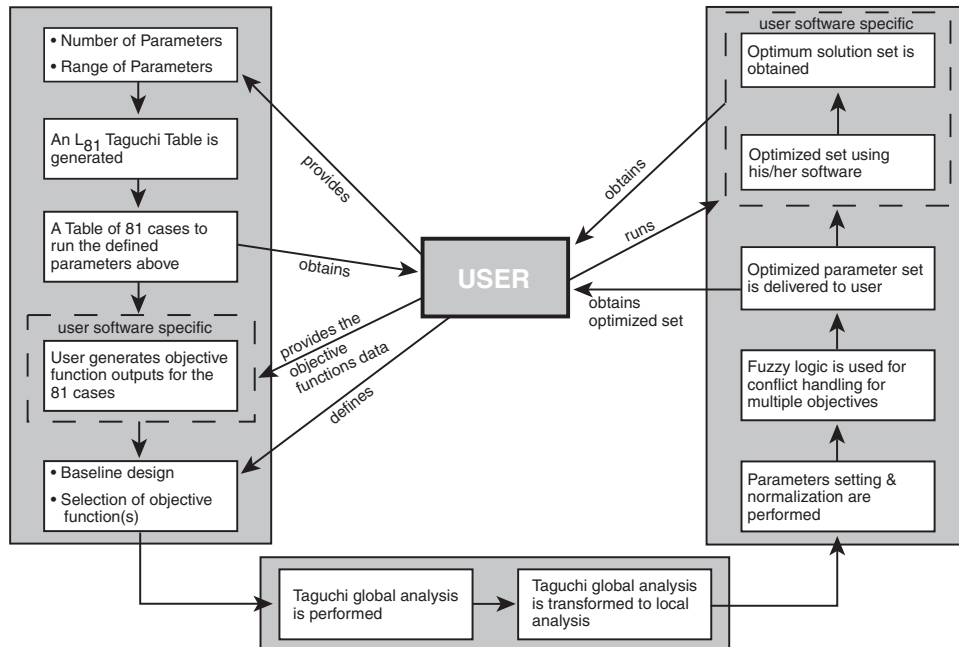 • Number of Parameters
• Range of Parameters
An L81 Taguchi Table is
generated
A Table of 81 cases to
run the defined
parameters above
user software specific
User generates objective
function outputs for the
81 cases
• Baseline design
• Selection of objective
function(s)
provides
obtains
provides the
objective
functions data
defines
USER
obtains
runs
obtains
optimized set
user software specific
Optimum solution set is
obtained
Optimized set using
his/her software
Optimized parameter set
is delivered to user
Fuzzy logic is used for
conflict handling for
multiple objectives
Parameters setting &
normalization are
performed
Taguchi global analysis
is performed
Taguchi global analysis
is transformed to local
analysis